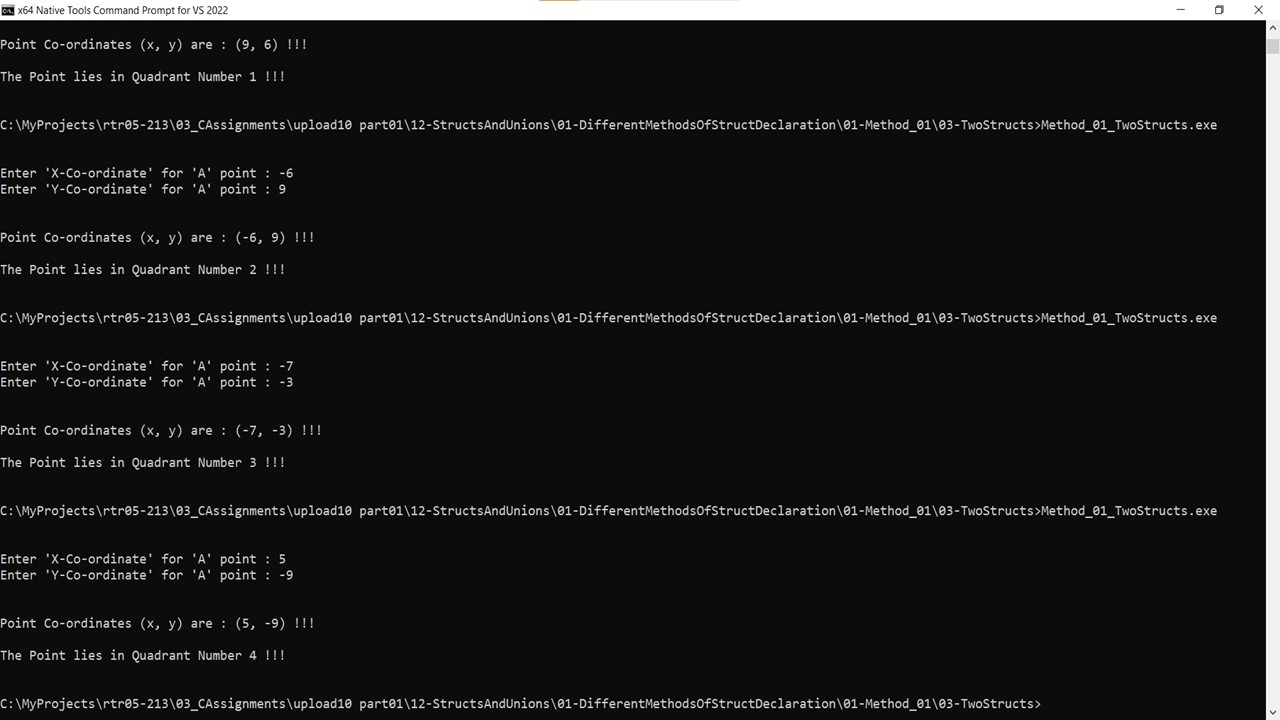 x64 Native Tools Command Prompt for VS 2022
Point Co-ordinates (x, y) are : (9, 6) !!!
The Point lies in Quadrant Number 1 !!!
C:\MyProjects\rtr05-213\03_CAssignments\upload10 part01\12-StructsAndUnions\01-DifferentMethodsOfStructDeclaration\01-Method_01\03-TwoStructs>Method_01_TwoStructs.exe
Enter 'X-Co-ordinate' for 'A' point : -6
Enter 'Y-Co-ordinate' for 'A' point : 9
Point Co-ordinates (x, y) are : (-6, 9) !!!
The Point lies in Quadrant Number 2 !!!
C:\MyProjects\rtr05-213\03_CAssignments\upload10 part01\12-StructsAndUnions\01-DifferentMethodsOfStructDeclaration\01-Method_01\03-TwoStructs>Method_01_TwoStructs.exe
Enter 'X-Co-ordinate' for 'A' point : -7
Enter 'Y-Co-ordinate' for 'A' point : -3
Point Co-ordinates (x, y) are : (-7, -3) !!!
The Point lies in Quadrant Number 3 !!!
C:\MyProjects\rtr05-213\03_CAssignments\upload10 part01\12-StructsAndUnions\01-DifferentMethodsOfStructDeclaration\01-Method_01\03-TwoStructs>Method_01_TwoStructs.exe
Enter 'X-Co-ordinate' for 'A' point : 5
Enter 'Y-Co-ordinate' for 'A' point : -9
Point Co-ordinates (x, y) are : (5, -9) !!!
The Point lies in Quadrant Number 4 !!!
C:\MyProjects\rtr05-213\03_CAssignments\upload10 part01\12-StructsAndUnions\01-DifferentMethodsOfStructDeclaration\01-Method_01\03-TwoStructs>